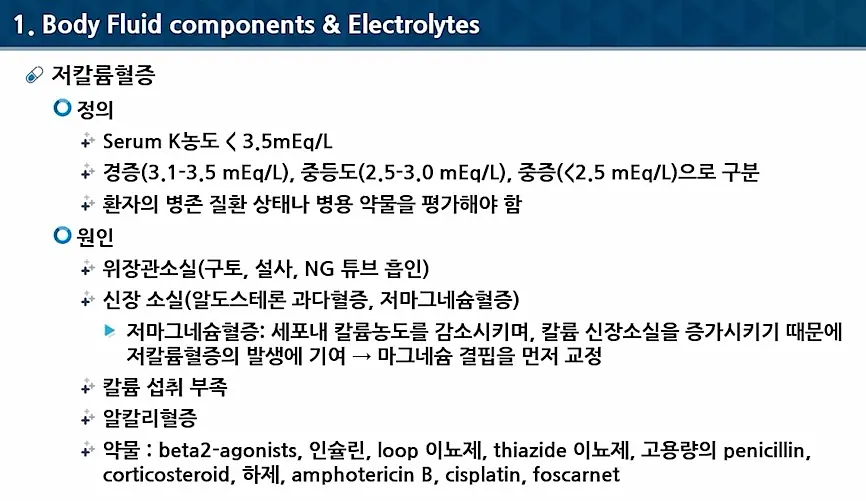 1. Body Fluid components & Electrolytes
저칼륨혈증
정의
Serum K농도 < 3.5mEq/L
경증(3.1-3.5 mEq/L), 중등도(2.5-3.0 mEq/L), 중증(<2.5 mEq/L)으로 구분
환자의 병존 질환 상태나 병용 약물을 평가해야 함
원인
위장관소실(구토, 설사, NG 튜브 흡인)
신장 소실(알도스테론 과다혈증, 저마그네슘혈증)
저마그네슘혈증: 세포내 칼륨농도를 감소시키며, 칼륨 신장소실을 증가시키기 때문에
저칼륨혈증의 발생에 기여 → 마그네슘 결핍을 먼저 교정
칼륨 섭취 부족
알칼리혈증
약물 : beta2-agonists, 인슐린, loop 이뇨제, thiazide 이뇨제, 고용량의 penicillin,
corticosteroid, 하제, amphotericin B, cisplatin, foscarnet